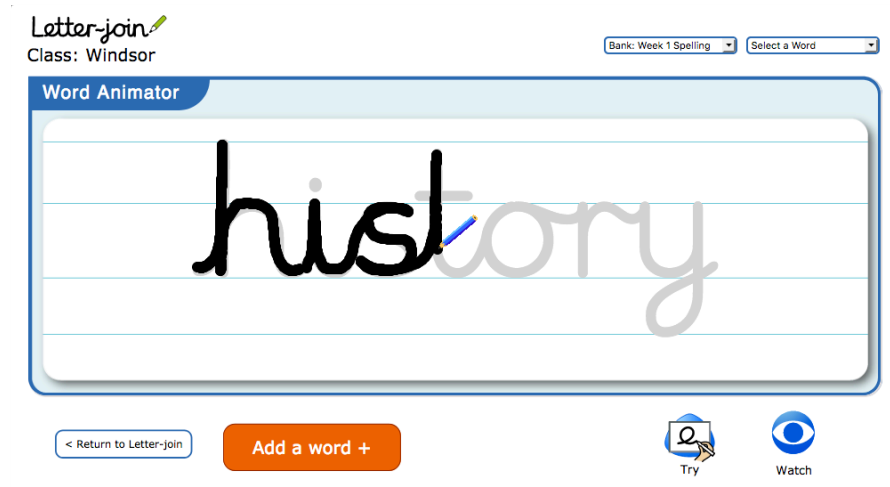 Letter-join
Class: Windsor
Bank: Week 1 Spelling
Select a Word
Word Animator
history
< Return to Letter-join
Add a word +
Try
Watch